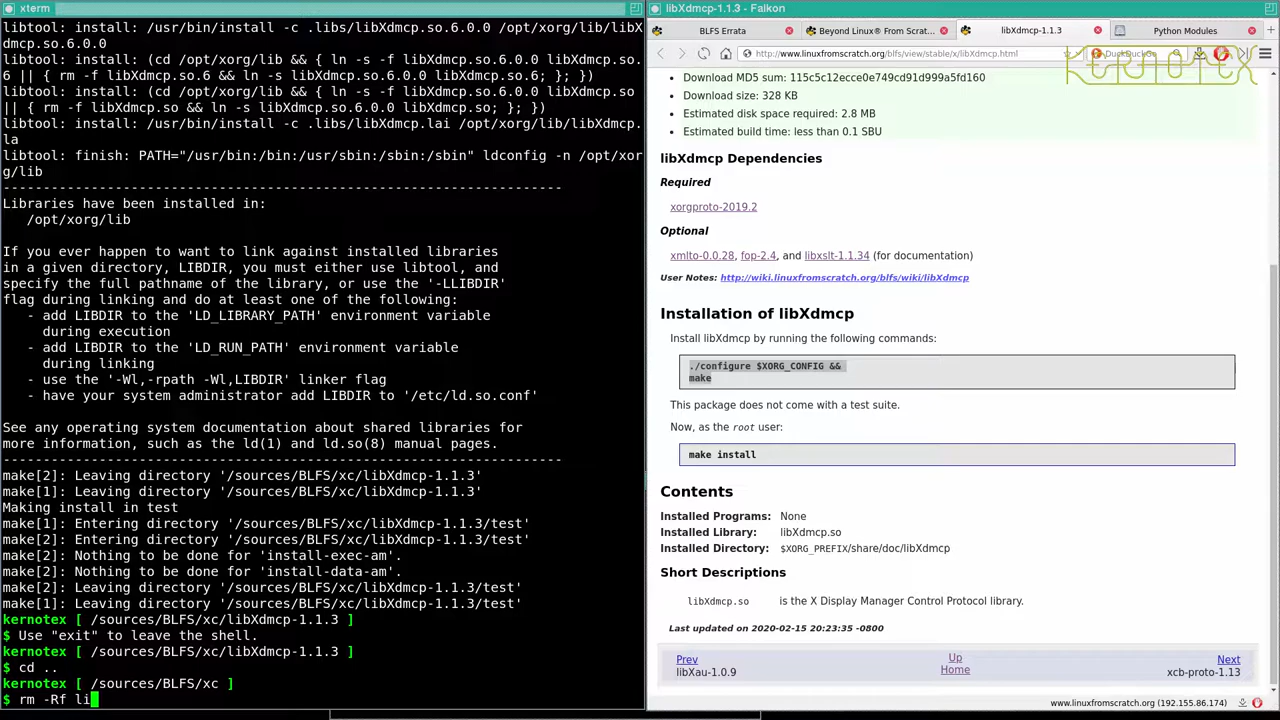 xterm
libtool: install: /usr/bin/install -c .libs/libXdmcp.so.6.0.0 /opt/xorg/lib/libX
dmcp.so.6.0.0
libtool: install: (cd /opt/xorg/lib && { ln -s -f libXdmcp.so.6.0.0 libXdmcp.so.
6 || { rm -f libXdmcp.so.6 && ln -s libXdmcp.so.6.0.0 libXdmcp.so.6; }; })
libtool: install: (cd /opt/xorg/lib && { ln -s -f libXdmcp.so.6.0.0 libXdmcp.so
|| { rm -f libXdmcp.so && ln -s libXdmcp.so.6.0.0 libXdmcp.so; }; })
libtool: install: /usr/bin/install -c .libs/libXdmcp.lai /opt/xorg/lib/libXdmcp.
la
libtool: finish: PATH="/usr/bin:/bin:/usr/sbin:/sbin:/sbin" ldconfig -n /opt/xor
g/lib
----------------------------------------------------------------------
Libraries have been installed in:
   /opt/xorg/lib
If you ever happen to want to link against installed libraries
in a given directory, LIBDIR, you must either use libtool, and
specify the full pathname of the library, or use the '-LLIBDIR'
flag during linking and do at least one of the following:
   - add LIBDIR to the 'LD_LIBRARY_PATH' environment variable
     during execution
   - add LIBDIR to the 'LD_RUN_PATH' environment variable
     during linking
   - use the '-Wl,-rpath -Wl,LIBDIR' linker flag
   - have your system administrator add LIBDIR to '/etc/ld.so.conf'
See any operating system documentation about shared libraries for
more information, such as the ld(1) and ld.so(8) manual pages.
----------------------------------------------------------------------
make[2]: Leaving directory '/sources/BLFS/xc/libXdmcp-1.1.3'
make[1]: Leaving directory '/sources/BLFS/xc/libXdmcp-1.1.3'
Making install in test
make[1]: Entering directory '/sources/BLFS/xc/libXdmcp-1.1.3/test'
make[2]: Entering directory '/sources/BLFS/xc/libXdmcp-1.1.3/test'
make[2]: Nothing to be done for 'install-exec-am'.
make[2]: Nothing to be done for 'install-data-am'.
make[2]: Leaving directory '/sources/BLFS/xc/libXdmcp-1.1.3/test'
make[1]: Leaving directory '/sources/BLFS/xc/libXdmcp-1.1.3/test'
kernotex [ /sources/BLFS/xc/libXdmcp-1.1.3 ]
$ Use "exit" to leave the shell.
kernotex [ /sources/BLFS/xc/libXdmcp-1.1.3 ]
$ cd ..
kernotex [ /sources/BLFS/xc ]
$ rm -Rf li
libXdmcp-1.1.3 - Falkon
BLFS Errata
Beyond Linux® From Scrat...
libXdmcp-1.1.3
Python Modules
http://www.linuxfromscratch.org/blfs/view/stable/x/libXdmcp.html
DuckDuckGo
KERNOTEX
• Download MD5 sum: 115c5c12ecce0e749cd91d999a5fd160
• Download size: 328 KB
• Estimated disk space required: 2.8 MB
• Estimated build time: less than 0.1 SBU
libXdmcp Dependencies
Required
xorgproto-2019.2
Optional
xmlto-0.0.28, fop-2.4, and libxslt-1.1.34 (for documentation)
User Notes: http://wiki.linuxfromscratch.org/blfs/wiki/libXdmcp
Installation of libXdmcp
Install libXdmcp by running the following commands:
./configure $XORG_CONFIG &&
make
This package does not come with a test suite.
Now, as the root user:
make install
Contents
Installed Programs: None
Installed Library: libXdmcp.so
Installed Directory: $XORG_PREFIX/share/doc/libXdmcp
Short Descriptions
libXdmcp.so is the X Display Manager Control Protocol library.
Last updated on 2020-02-15 20:23:35 -0800
Prev Up Next
libXau-1.0.9 Home xcb-proto-1.13
www.linuxfromscratch.org (192.155.86.174)